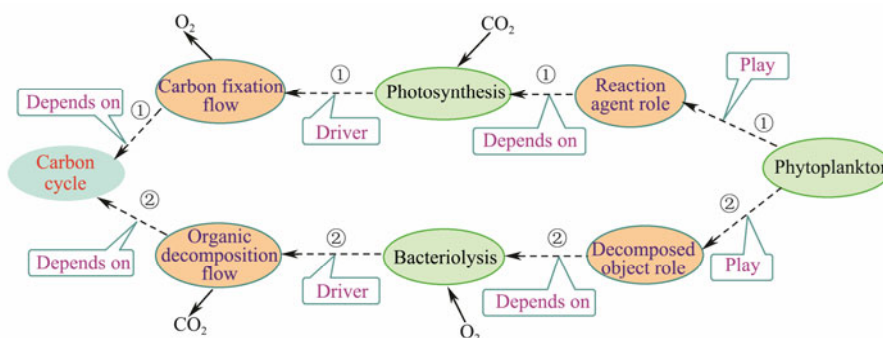 O2
CO2
Play
Depends on
①
Carbon fixation
flow
①
Photosynthesis
①
Reaction
agent role
①
Driver
Depends on
Carbon
cycle
Phytoplankton
②
Organic
decomposition
flow
②
Bacteriolysis
②
Decomposed
object role
②
Depends on
Driver
Depends on
Play
CO2
O2